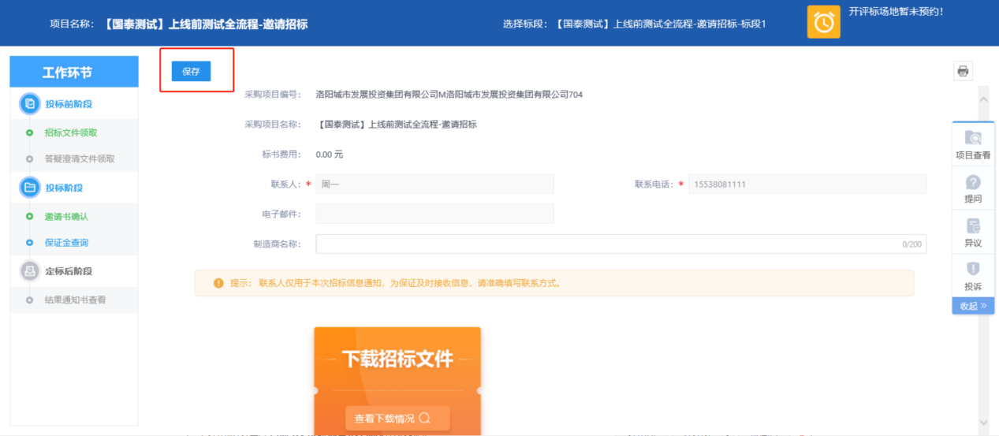 项目名称： 【国泰测试】上线前测试全流程-邀请招标
选择标段： 【国泰测试】上线前测试全流程-邀请招标-标段1
开评标场地暂未预约！
工作环节
投标前阶段
招标文件领取
答疑澄清文件领取
投标阶段
邀请书确认
保证金查询
定标后阶段
结果通知书查看
保存
采购项目编号： 洛阳城市发展投资集团有限公司M洛阳城市发展投资集团有限公司704
采购项目名称： 【国泰测试】上线前测试全流程-邀请招标
标书费用： 0.00 元
联系人： * 周一
联系电话： * 15538081111
电子邮件：
制造商名称： 0/200
提示： 联系人仅用于本次招标信息通知，为保证及时接收信息，请准确填写联系方式。
下载招标文件
查看下载情况
项目查看
提问
异议
投诉
收起 »